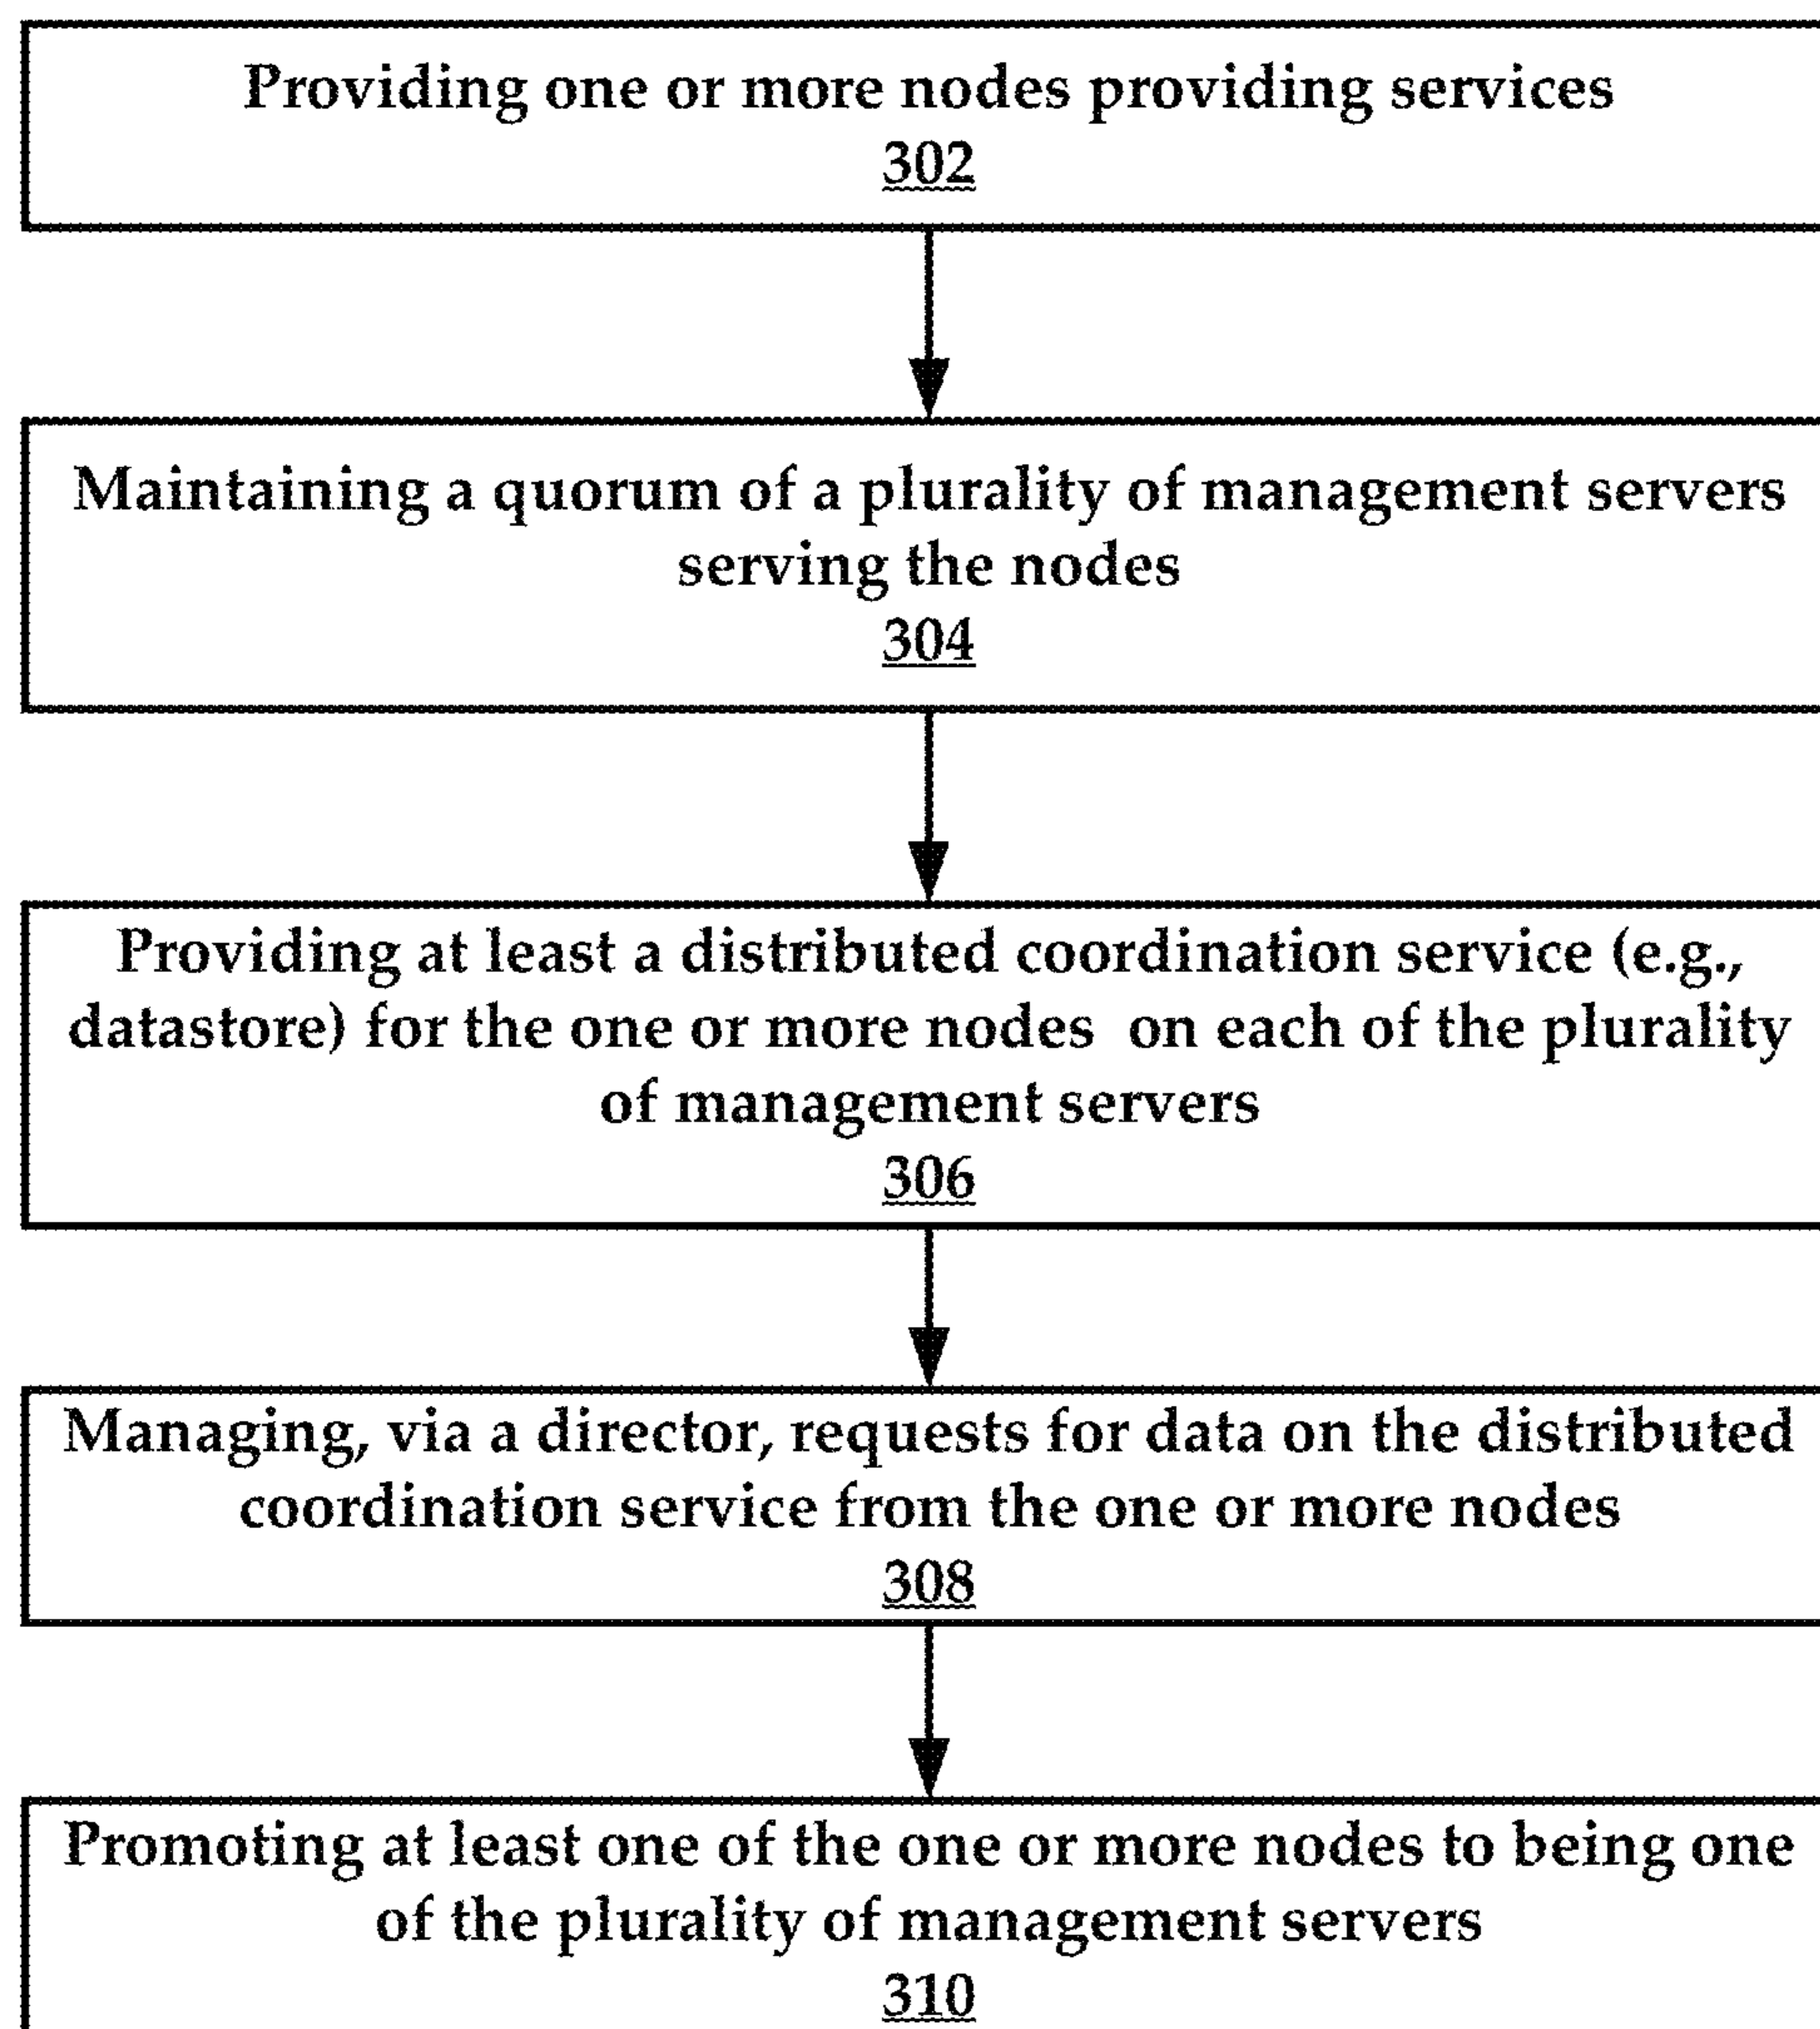 Providing one or more nodes providing services
302
Maintaining a quorum of a plurality of management servers
serving the nodes
304
Providing at least a distributed coordination service (e.g.,
datastore) for the one or more nodes on each of the plurality
of management servers
306
Managing, via a director, requests for data on the distributed
coordination service from the one or more nodes
308
Promoting at least one of the one or more nodes to being one
of the plurality of management servers
310